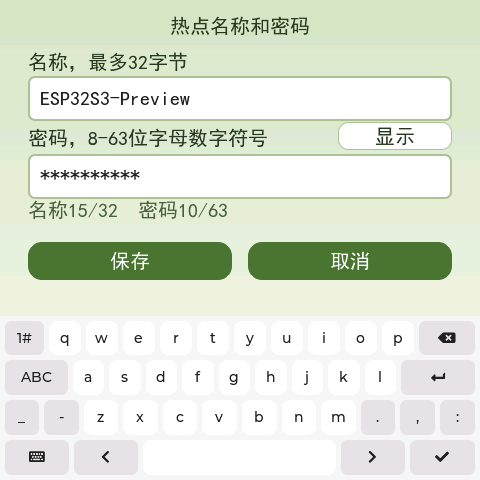 热点名称和密码
名称，最多32字节
ESP32S3-Preview
密码，8-63位字母数字符号
显示
**********
名称15/32 密码10/63
保存 取消
1# q w e r t y u i o p
ABC a s d f g h j k l
_ - z x c v b n m . , :